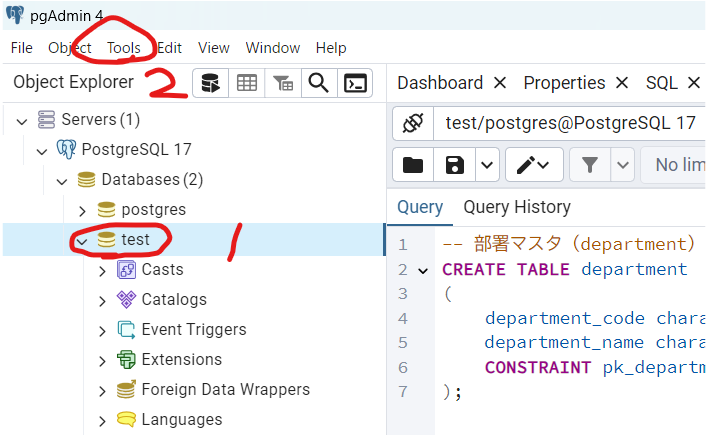 pgAdmin 4
File Object Tools Edit View Window Help
Object Explorer 2
Dashboard Properties SQL
Servers (1)
test/postgres@PostgreSQL 17
PostgreSQL 17
No lim
Databases (2)
postgres
Query Query History
test 1
1 -- 部署マスタ（department）
2 CREATE TABLE department
3 (
4 department_code chara
5 department_name chara
6 CONSTRAINT pk_departm
7 );
Casts
Catalogs
Event Triggers
Extensions
Foreign Data Wrappers
Languages